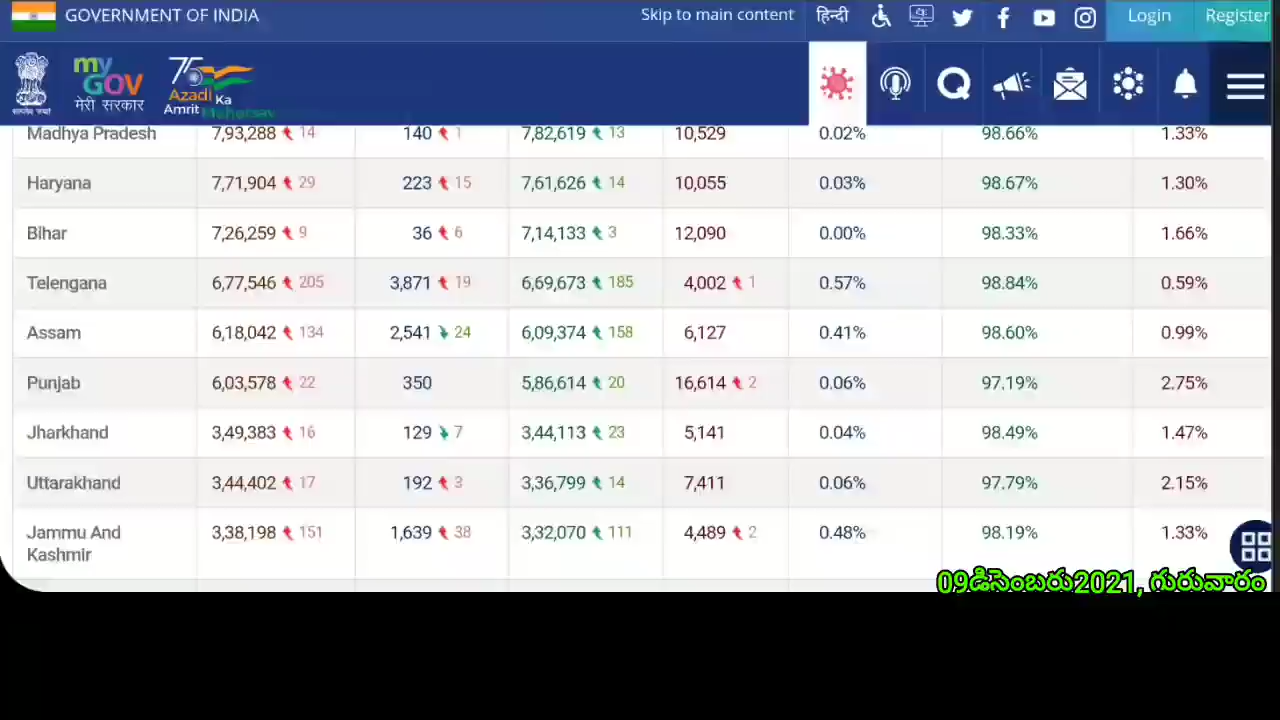 GOVERNMENT OF INDIA Skip to main content हिन्दी Login Register
my GOV मेरी सरकार 75 Azadi Ka Amrit Mahotsav
सत्यमेव जयते
Madhya Pradesh 7,93,288 14 140 1 7,82,619 13 10,529 0.02% 98.66% 1.33%
Haryana 7,71,904 29 223 15 7,61,626 14 10,055 0.03% 98.67% 1.30%
Bihar 7,26,259 9 36 6 7,14,133 3 12,090 0.00% 98.33% 1.66%
Telengana 6,77,546 205 3,871 19 6,69,673 185 4,002 1 0.57% 98.84% 0.59%
Assam 6,18,042 134 2,541 24 6,09,374 158 6,127 0.41% 98.60% 0.99%
Punjab 6,03,578 22 350 5,86,614 20 16,614 2 0.06% 97.19% 2.75%
Jharkhand 3,49,383 16 129 7 3,44,113 23 5,141 0.04% 98.49% 1.47%
Uttarakhand 3,44,402 17 192 3 3,36,799 14 7,411 0.06% 97.79% 2.15%
Jammu And Kashmir 3,38,198 151 1,639 38 3,32,070 111 4,489 2 0.48% 98.19% 1.33%
09డిసెంబరు2021, గురువారం